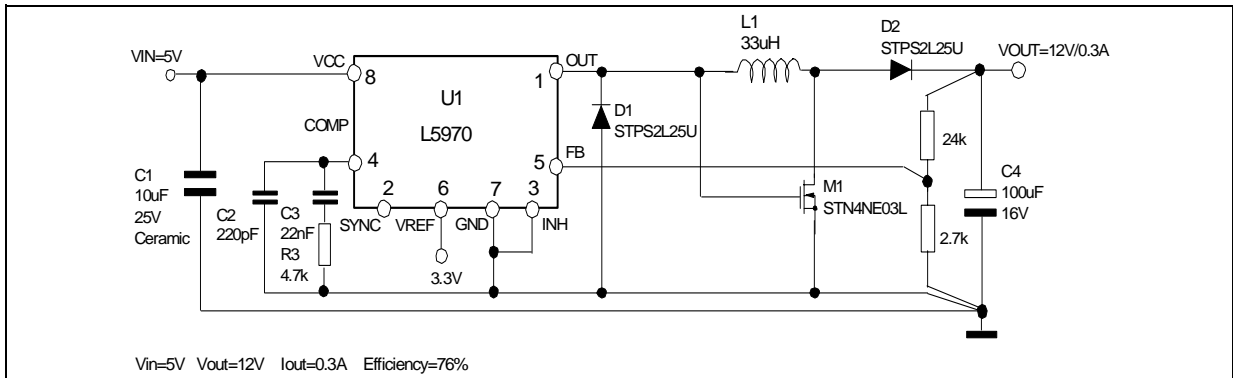 VIN=5V
VCC
8
U1
L5970
COMP
4
2
6
7
3
SYNC
VREF
GND
INH
3.3V
1
OUT
5
FB
C1
10uF
25V
Ceramic
C2
220pF
C3
22nF
R3
4.7k
D1
STPS2L25U
L1
33uH
D2
STPS2L25U
VOUT=12V/0.3A
M1
STN4NE03L
24k
2.7k
C4
100uF
16V
Vin=5V Vout=12V Iout=0.3A Efficiency=76%